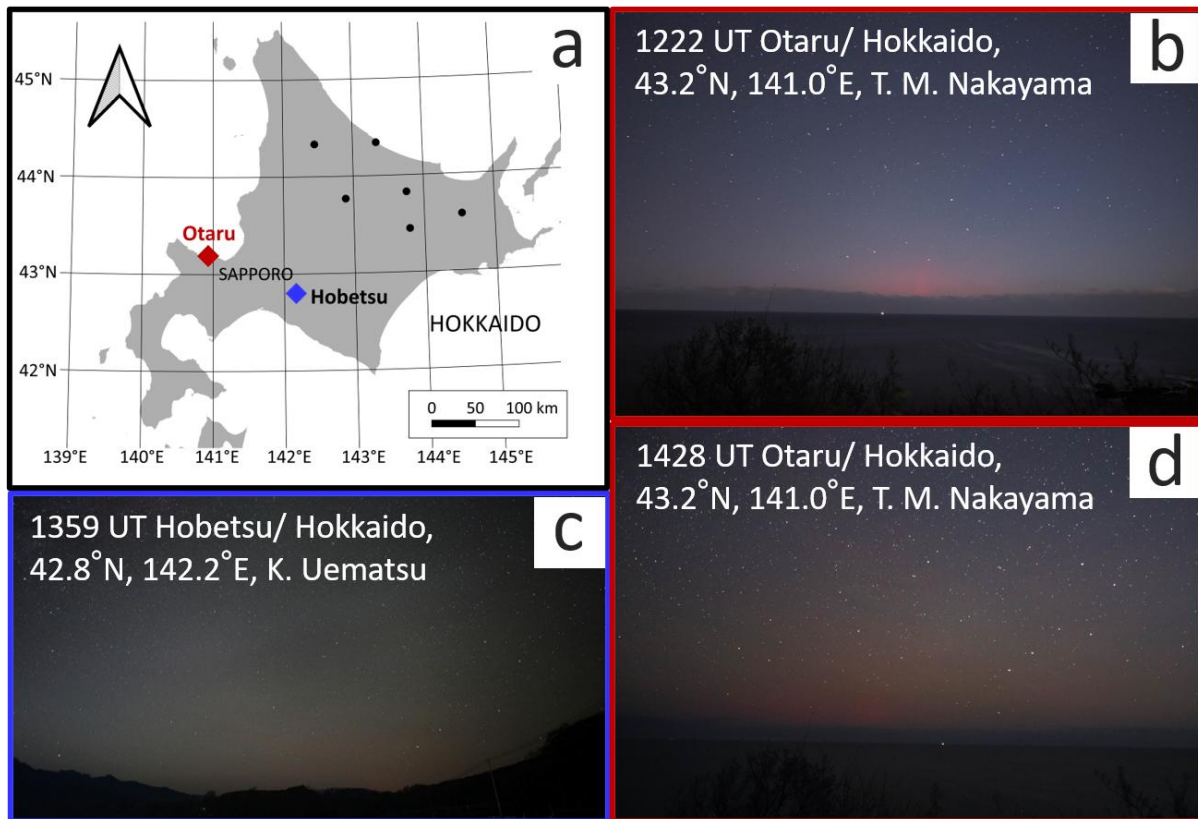 a
45°N
44°N
43°N
42°N
Otaru
SAPPORO
Hobetsu
HOKKAIDO
0 50 100 km
139°E 140°E 141°E 142°E 143°E 144°E 145°E
b
1222 UT Otaru/ Hokkaido,
43.2°N, 141.0°E, T. M. Nakayama
c
1359 UT Hobetsu/ Hokkaido,
42.8°N, 142.2°E, K. Uematsu
d
1428 UT Otaru/ Hokkaido,
43.2°N, 141.0°E, T. M. Nakayama